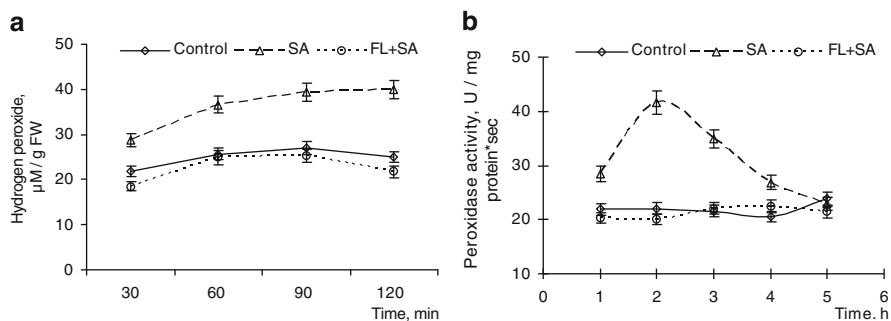 a
Control SA FL+SA
Hydrogen peroxide,
µM / g FW
50
40
30
20
10
0
30 60 90 120
Time, min
b
Control SA FL+SA
Peroxidase activity, U / mg
protein*sec
50
40
30
20
10
0 1 2 3 4 5 6
Time, h